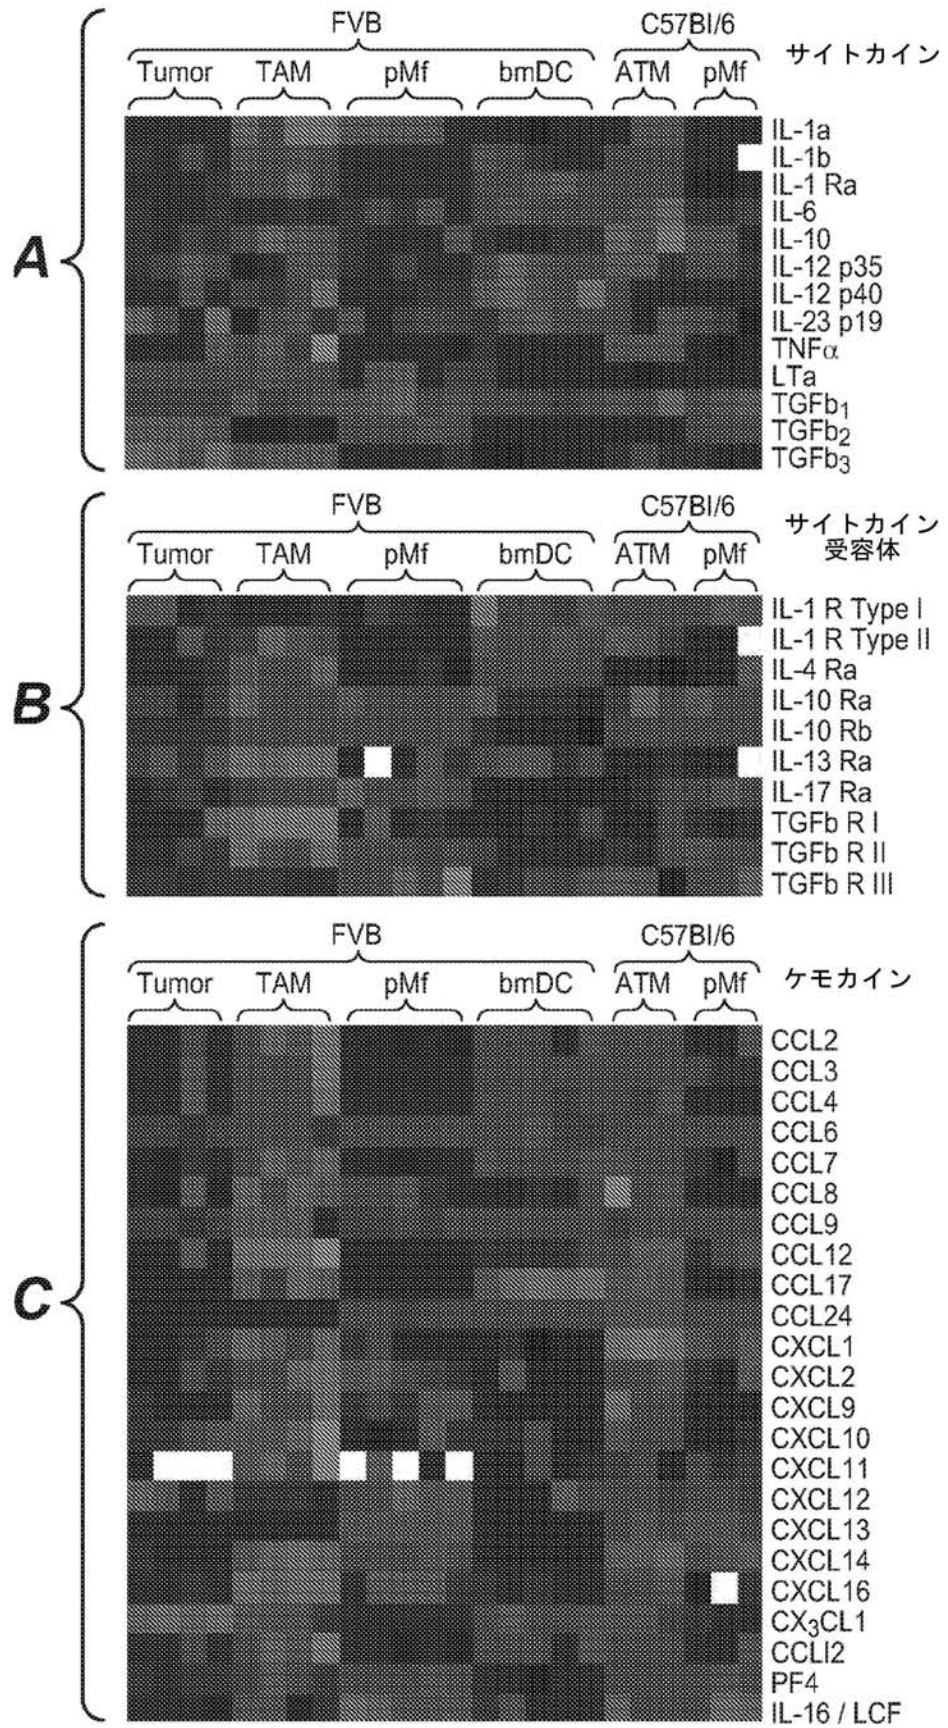 A
FVB
C57Bl/6
サイトカイン
Tumor
TAM
pMf
bmDC
ATM
pMf
IL-1a
IL-1b
IL-1 Ra
IL-6
IL-10
IL-12 p35
IL-12 p40
IL-23 p19
TNFα
LTa
TGFb₁
TGFb₂
TGFb₃
B
FVB
C57Bl/6
サイトカイン
受容体
Tumor
TAM
pMf
bmDC
ATM
pMf
IL-1 R Type I
IL-1 R Type II
IL-4 Ra
IL-10 Ra
IL-10 Rb
IL-13 Ra
IL-17 Ra
TGFb R I
TGFb R II
TGFb R III
C
FVB
C57Bl/6
ケモカイン
Tumor
TAM
pMf
bmDC
ATM
pMf
CCL2
CCL3
CCL4
CCL6
CCL7
CCL8
CCL9
CCL12
CCL17
CCL24
CXCL1
CXCL2
CXCL9
CXCL10
CXCL11
CXCL12
CXCL13
CXCL14
CXCL16
CX₃CL1
CCLl2
PF4
IL-16 / LCF